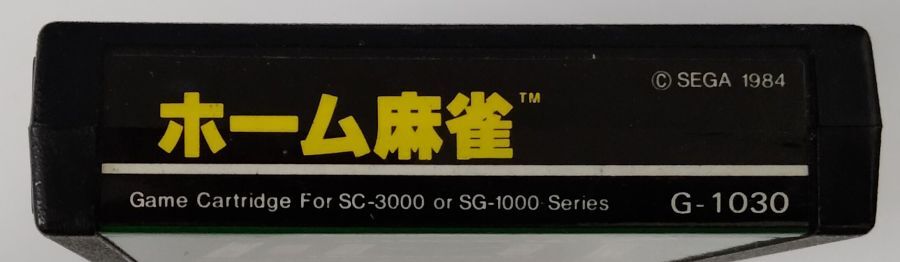 © SEGA 1984
ホーム麻雀™
Game Cartridge For SC-3000 or SG-1000 Series
G-1030